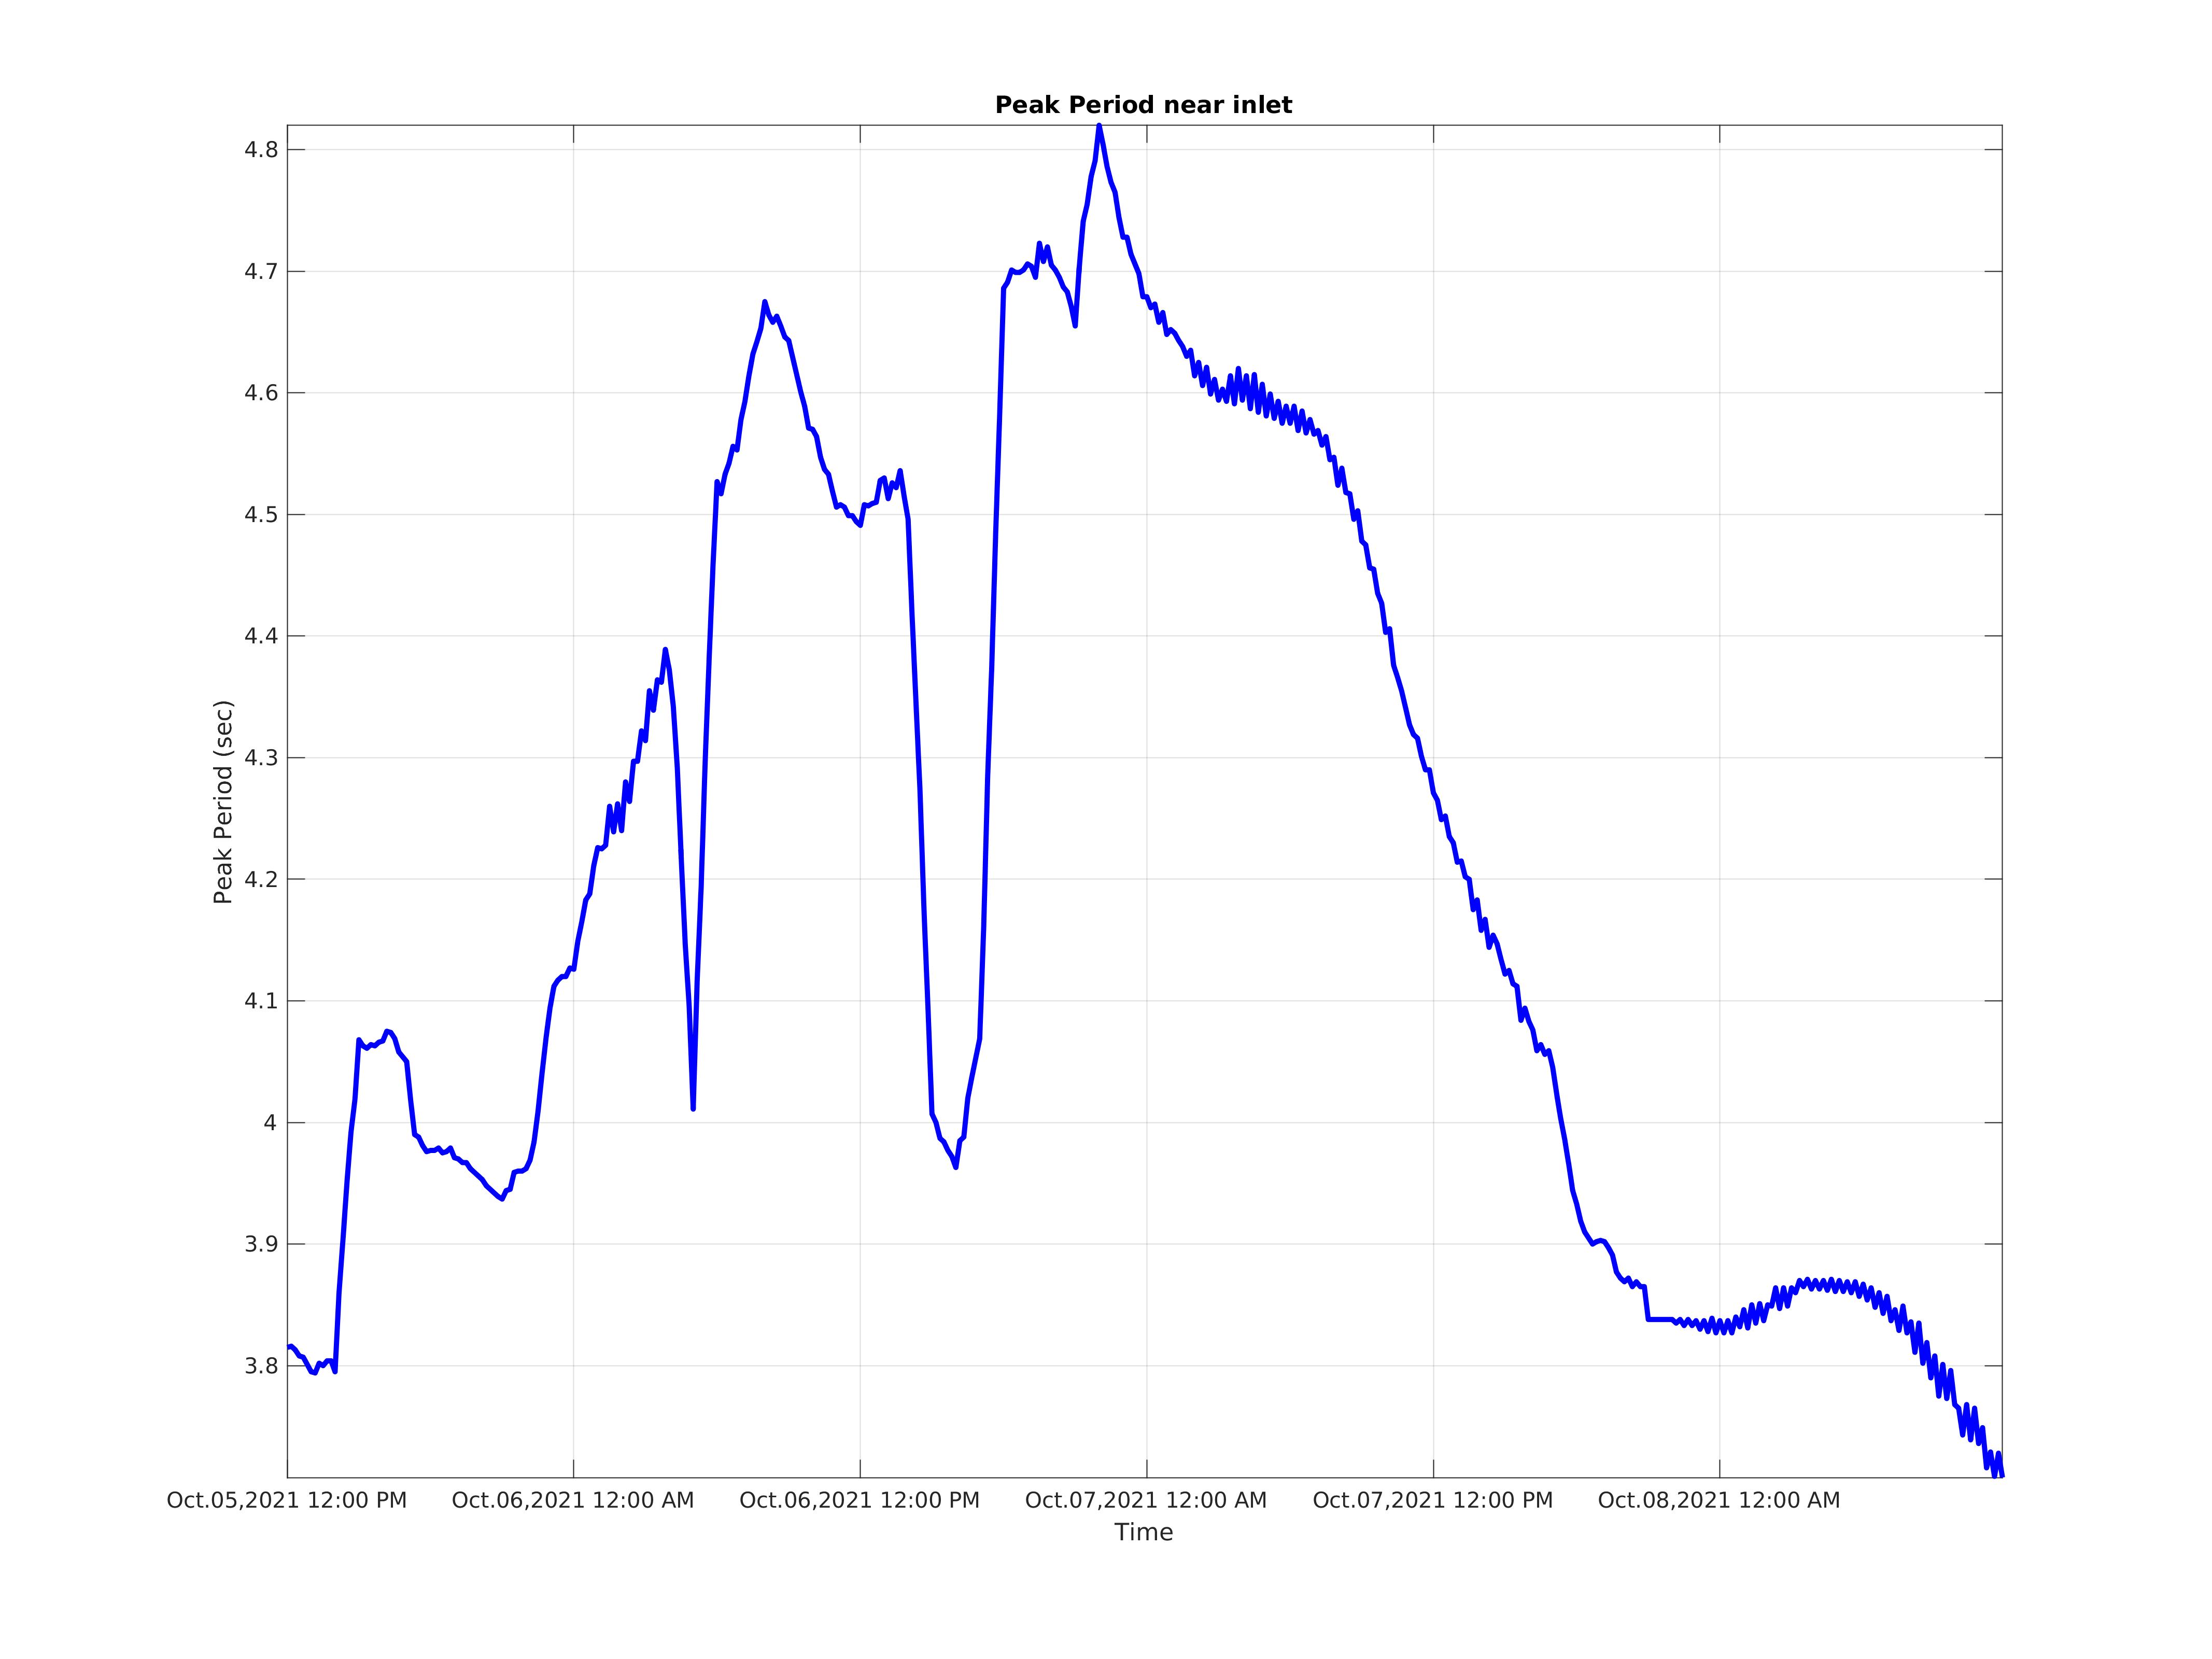 Peak Period near inlet
4.8
4.7
4.6
4.5
4.4
4.3
4.2
4.1
4
3.9
3.8
Peak Period (sec)
Oct.05,2021 12:00 PM Oct.06,2021 12:00 AM Oct.06,2021 12:00 PM Oct.07,2021 12:00 AM Oct.07,2021 12:00 PM Oct.08,2021 12:00 AM
Time